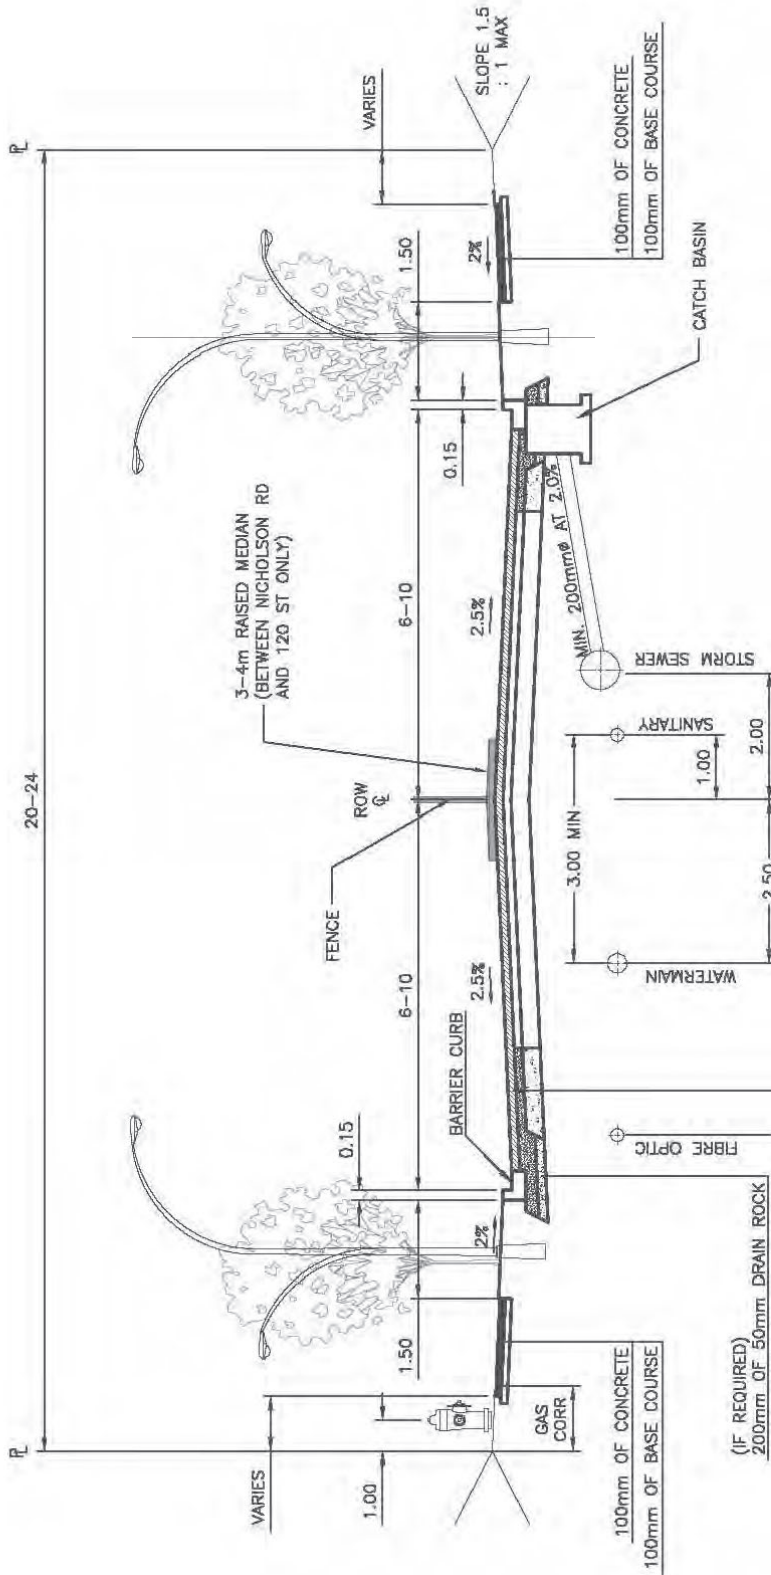 ℄
20–24
℄
VARIES
1.00
1.50
0.15
6–10
6–10
0.15
1.50
VARIES
FENCE
ROW
℄
3–4m RAISED MEDIAN
(BETWEEN NICHOLSON RD
AND 120 ST ONLY)
BARRIER CURB
2%
2.5%
2.5%
2%
SLOPE 1.5
: 1 MAX
GAS
CORR
FIBRE OPTIC
WATERMAIN
SANITARY
STORM SEWER
MIN. 200mmø AT 2.0%
CATCH BASIN
3.00 MIN
1.00
2.00
2.50
100mm OF CONCRETE
100mm OF BASE COURSE
(IF REQUIRED)
200mm OF 50mm DRAIN ROCK
100mm OF CONCRETE
100mm OF BASE COURSE